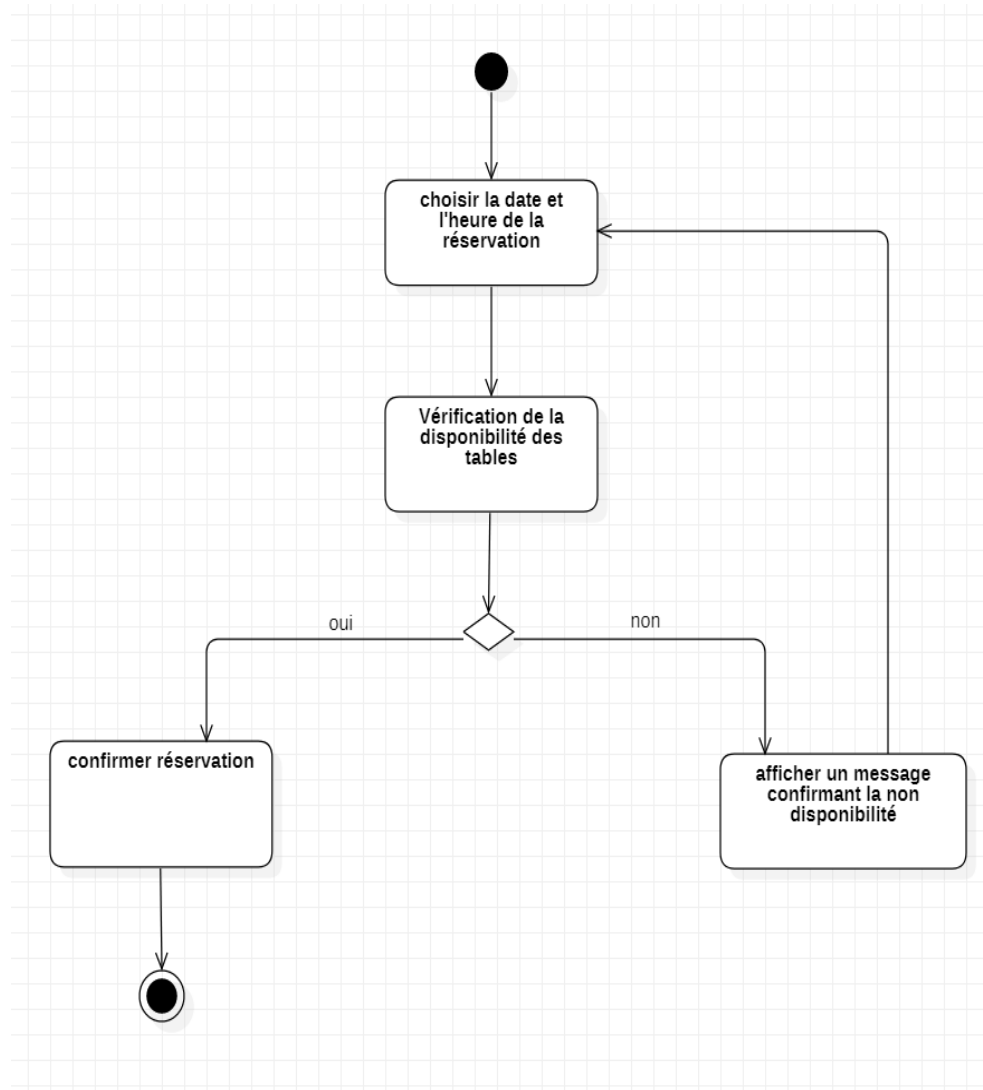 choisir la date et
l'heure de la
réservation
Vérification de la
disponibilité des
tables
oui
non
confirmer réservation
afficher un message
confirmant la non
disponibilité